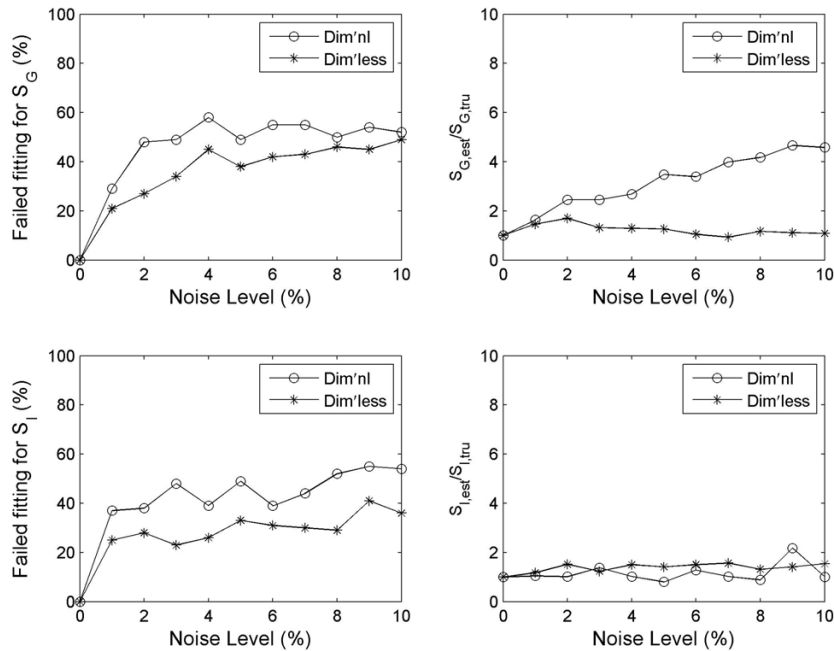 Failed fitting for S_G (%)
100
80
60
40
20
0
Dim'nl
Dim'less
0 2 4 6 8 10
Noise Level (%)
S_G,est/S_G,tru
10
8
6
4
2
0
Dim'nl
Dim'less
0 2 4 6 8 10
Noise Level (%)
Failed fitting for S_I (%)
100
80
60
40
20
0
Dim'nl
Dim'less
0 2 4 6 8 10
Noise Level (%)
S_I,est/S_I,tru
10
8
6
4
2
0
Dim'nl
Dim'less
0 2 4 6 8 10
Noise Level (%)